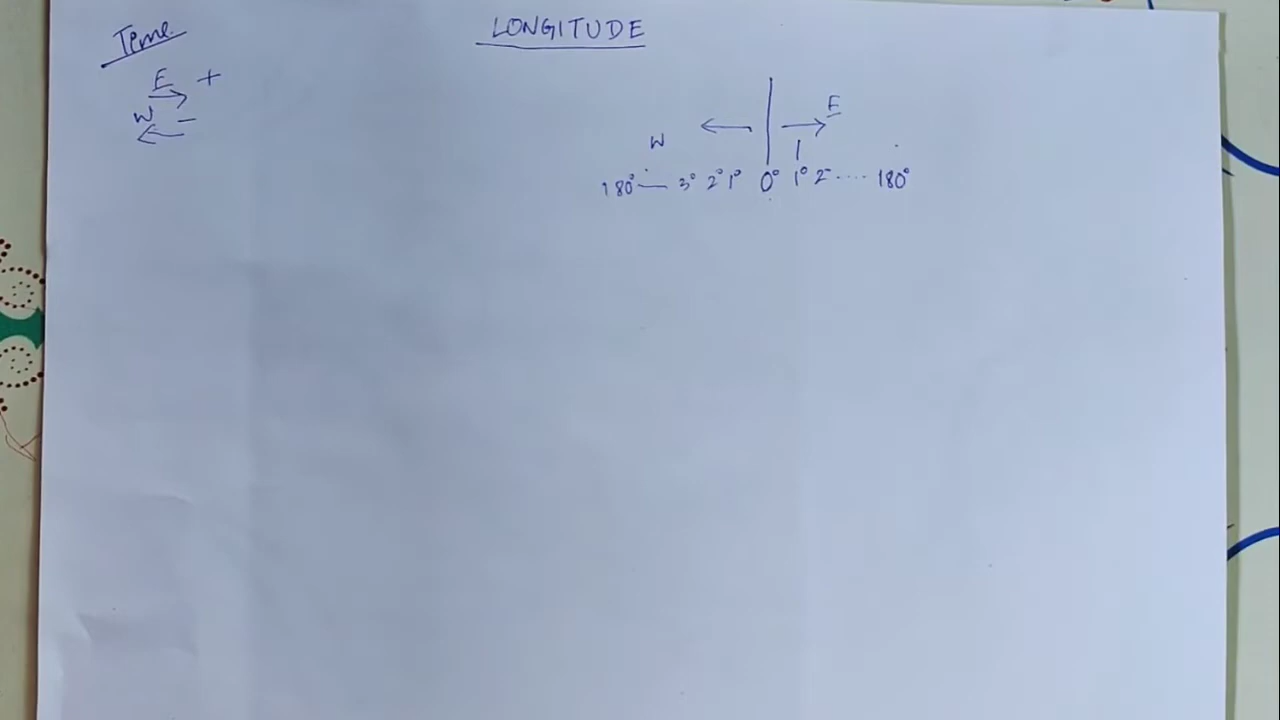 LONGITUDE
Time
E +
W -
E
W
180° — 3° 2° 1° 0° 1° 2° ···· 180°